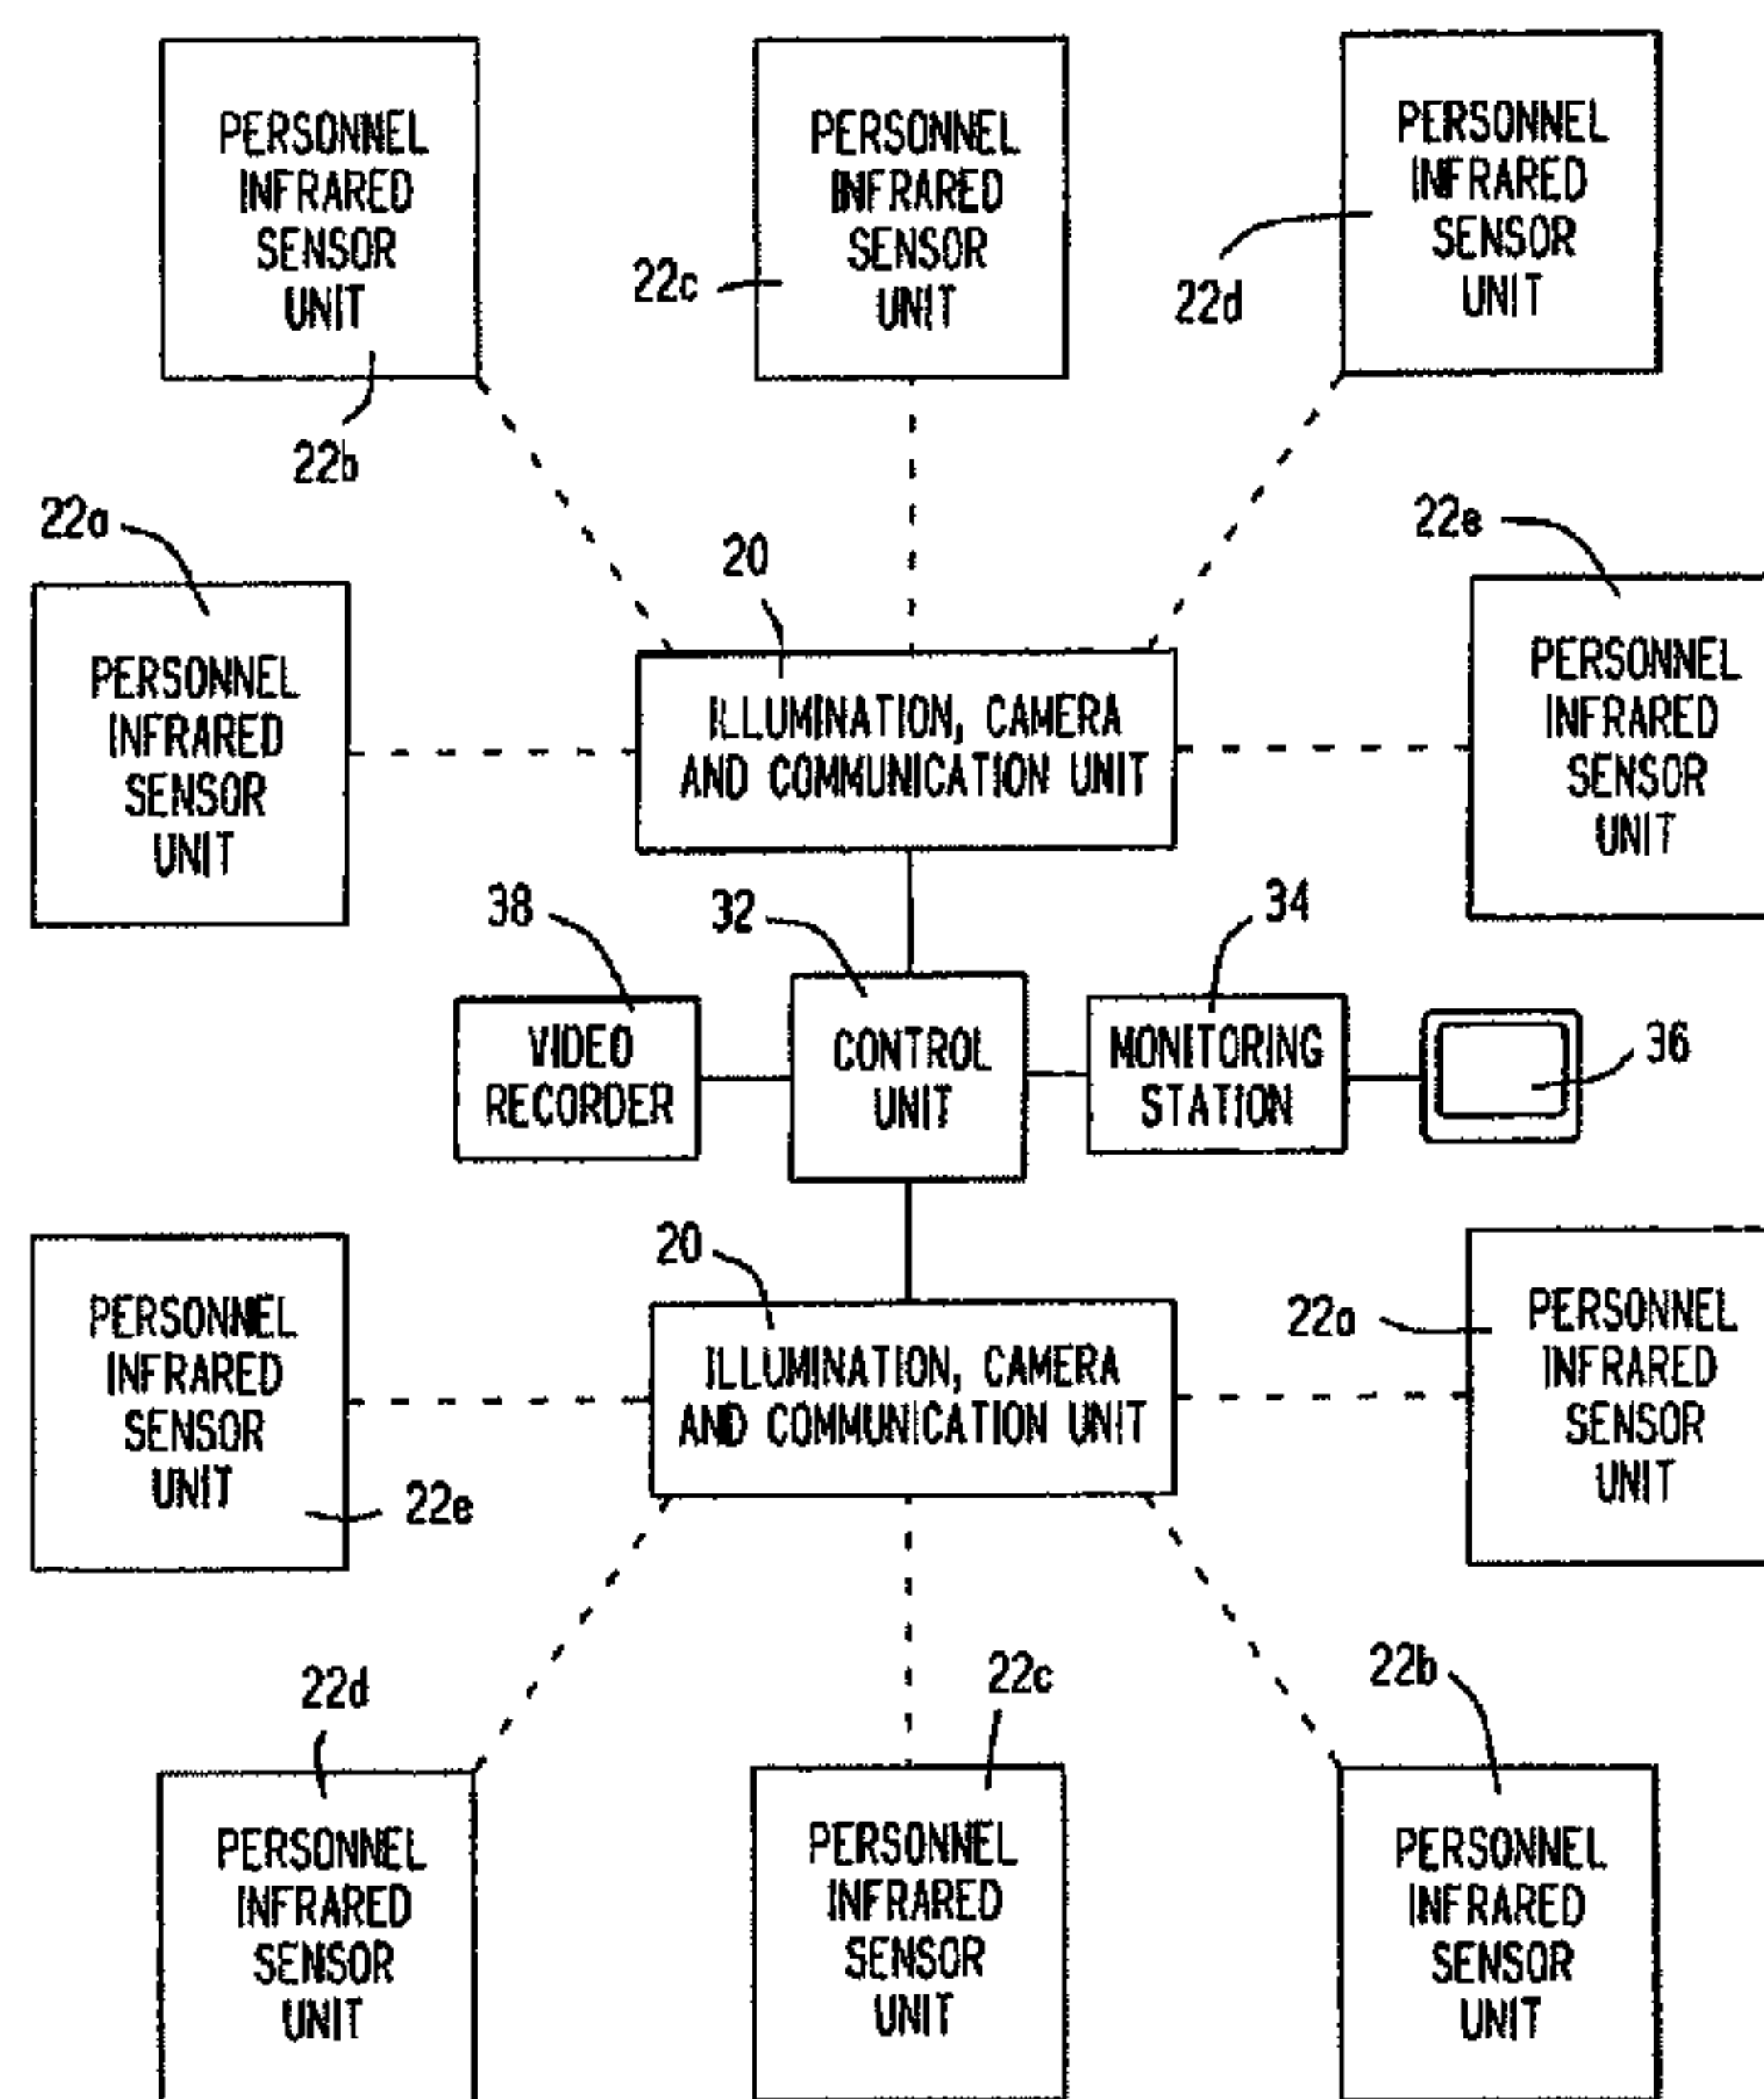 PERSONNEL
INFRARED
SENSOR
UNIT
22b
PERSONNEL
INFRARED
SENSOR
UNIT
22c
PERSONNEL
INFRARED
SENSOR
UNIT
22d
22a
PERSONNEL
INFRARED
SENSOR
UNIT
20
ILLUMINATION, CAMERA
AND COMMUNICATION UNIT
22e
PERSONNEL
INFRARED
SENSOR
UNIT
38
VIDEO
RECORDER
32
CONTROL
UNIT
34
MONITORING
STATION
36
PERSONNEL
INFRARED
SENSOR
UNIT
22e
20
ILLUMINATION, CAMERA
AND COMMUNICATION UNIT
22a
PERSONNEL
INFRARED
SENSOR
UNIT
22d
PERSONNEL
INFRARED
SENSOR
UNIT
22c
PERSONNEL
INFRARED
SENSOR
UNIT
22b
PERSONNEL
INFRARED
SENSOR
UNIT